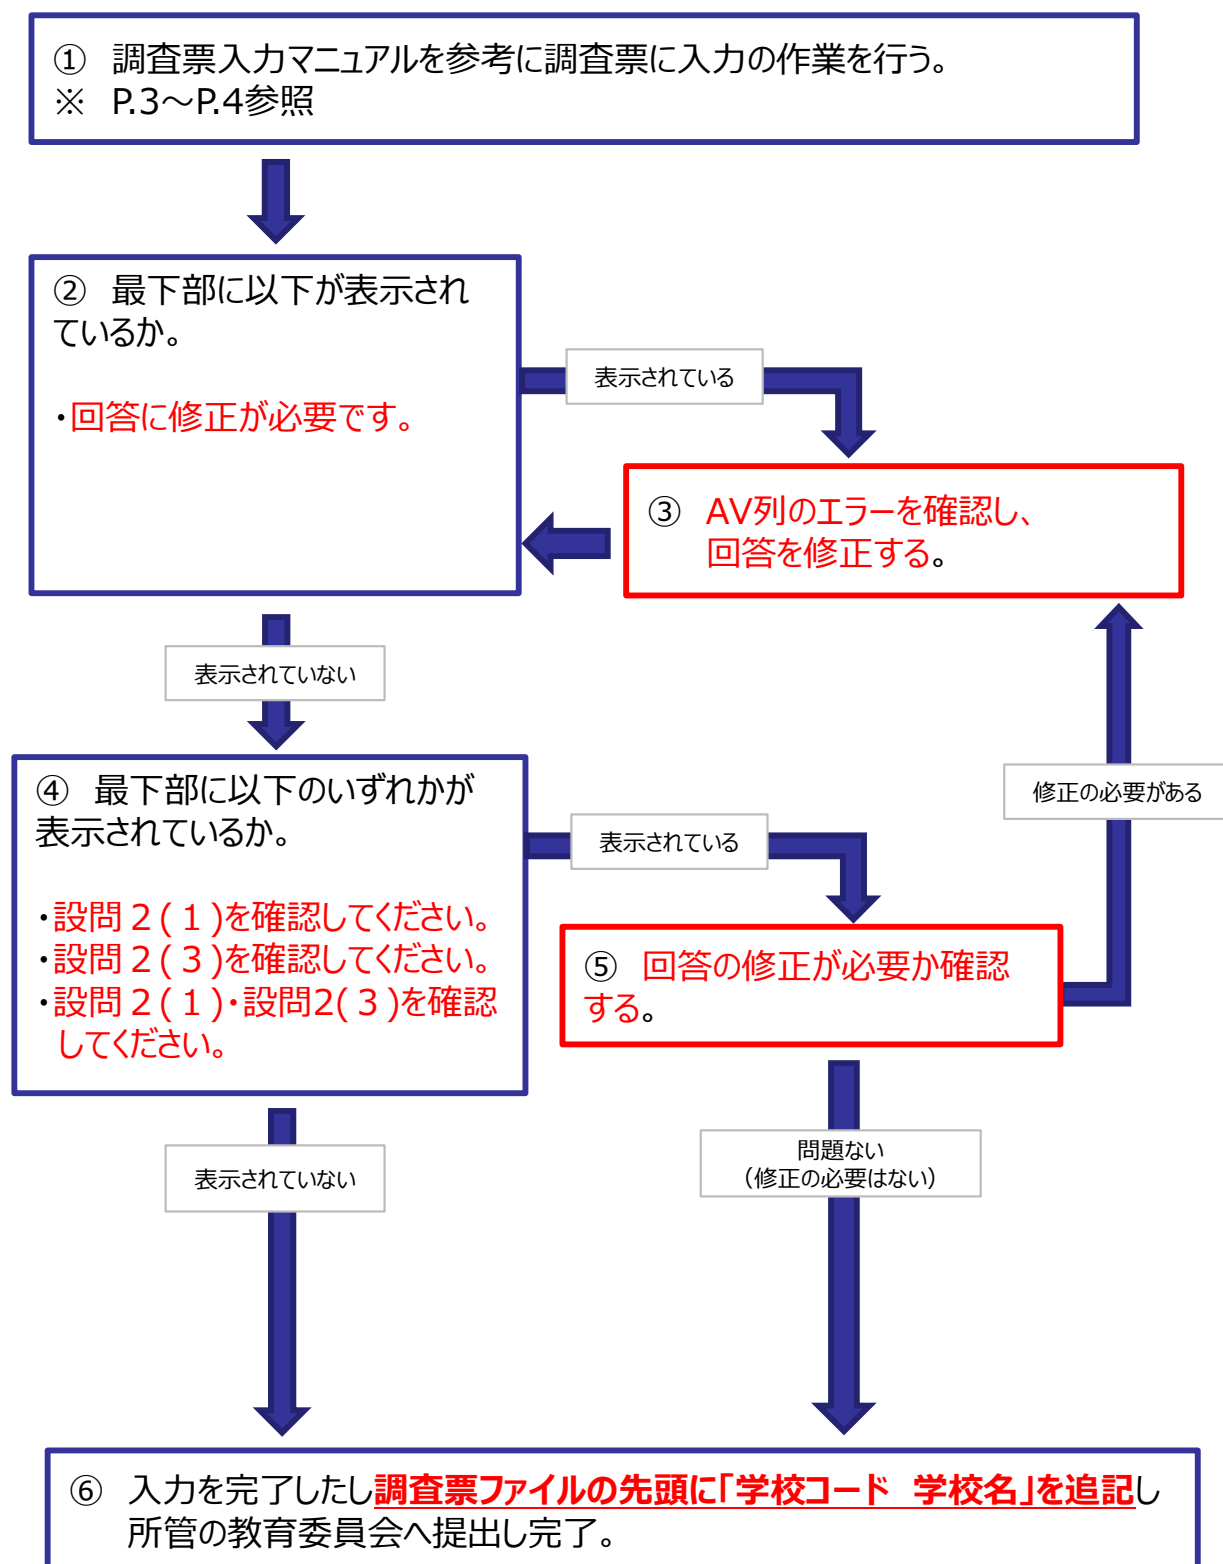 ① 調査票入力マニュアルを参考に調査票に入力の作業を行う。
※ P.3～P.4参照
② 最下部に以下が表示され
ているか。
・回答に修正が必要です。
表示されている
③ AV列のエラーを確認し、
回答を修正する。
表示されていない
④ 最下部に以下のいずれかが
表示されているか。
・設問２(１)を確認してください。
・設問２(３)を確認してください。
・設問２(１)・設問2(３)を確認
してください。
表示されている
修正の必要がある
⑤ 回答の修正が必要か確認
する。
表示されていない
問題ない
（修正の必要はない）
⑥ 入力を完了したし調査票ファイルの先頭に「学校コード 学校名」を追記し
所管の教育委員会へ提出し完了。